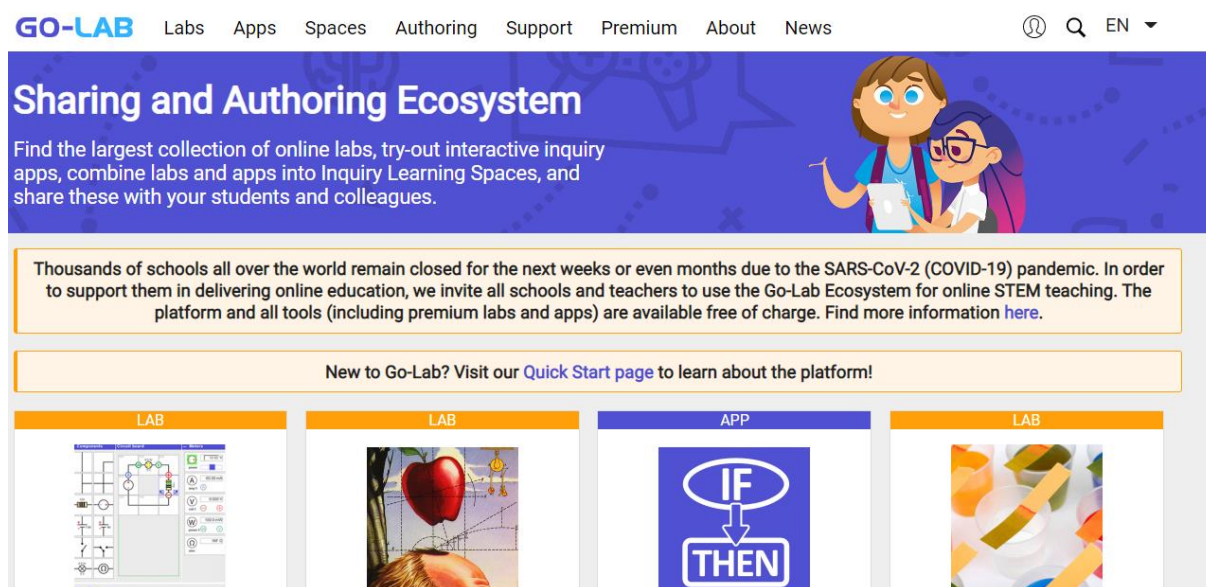 GO-LAB Labs Apps Spaces Authoring Support Premium About News EN
Sharing and Authoring Ecosystem
Find the largest collection of online labs, try-out interactive inquiry
apps, combine labs and apps into Inquiry Learning Spaces, and
share these with your students and colleagues.
Thousands of schools all over the world remain closed for the next weeks or even months due to the SARS-CoV-2 (COVID-19) pandemic. In order
to support them in delivering online education, we invite all schools and teachers to use the Go-Lab Ecosystem for online STEM teaching. The
platform and all tools (including premium labs and apps) are available free of charge. Find more information here.
New to Go-Lab? Visit our Quick Start page to learn about the platform!
LAB LAB APP LAB
Components Circuit board Meters
IF
THEN